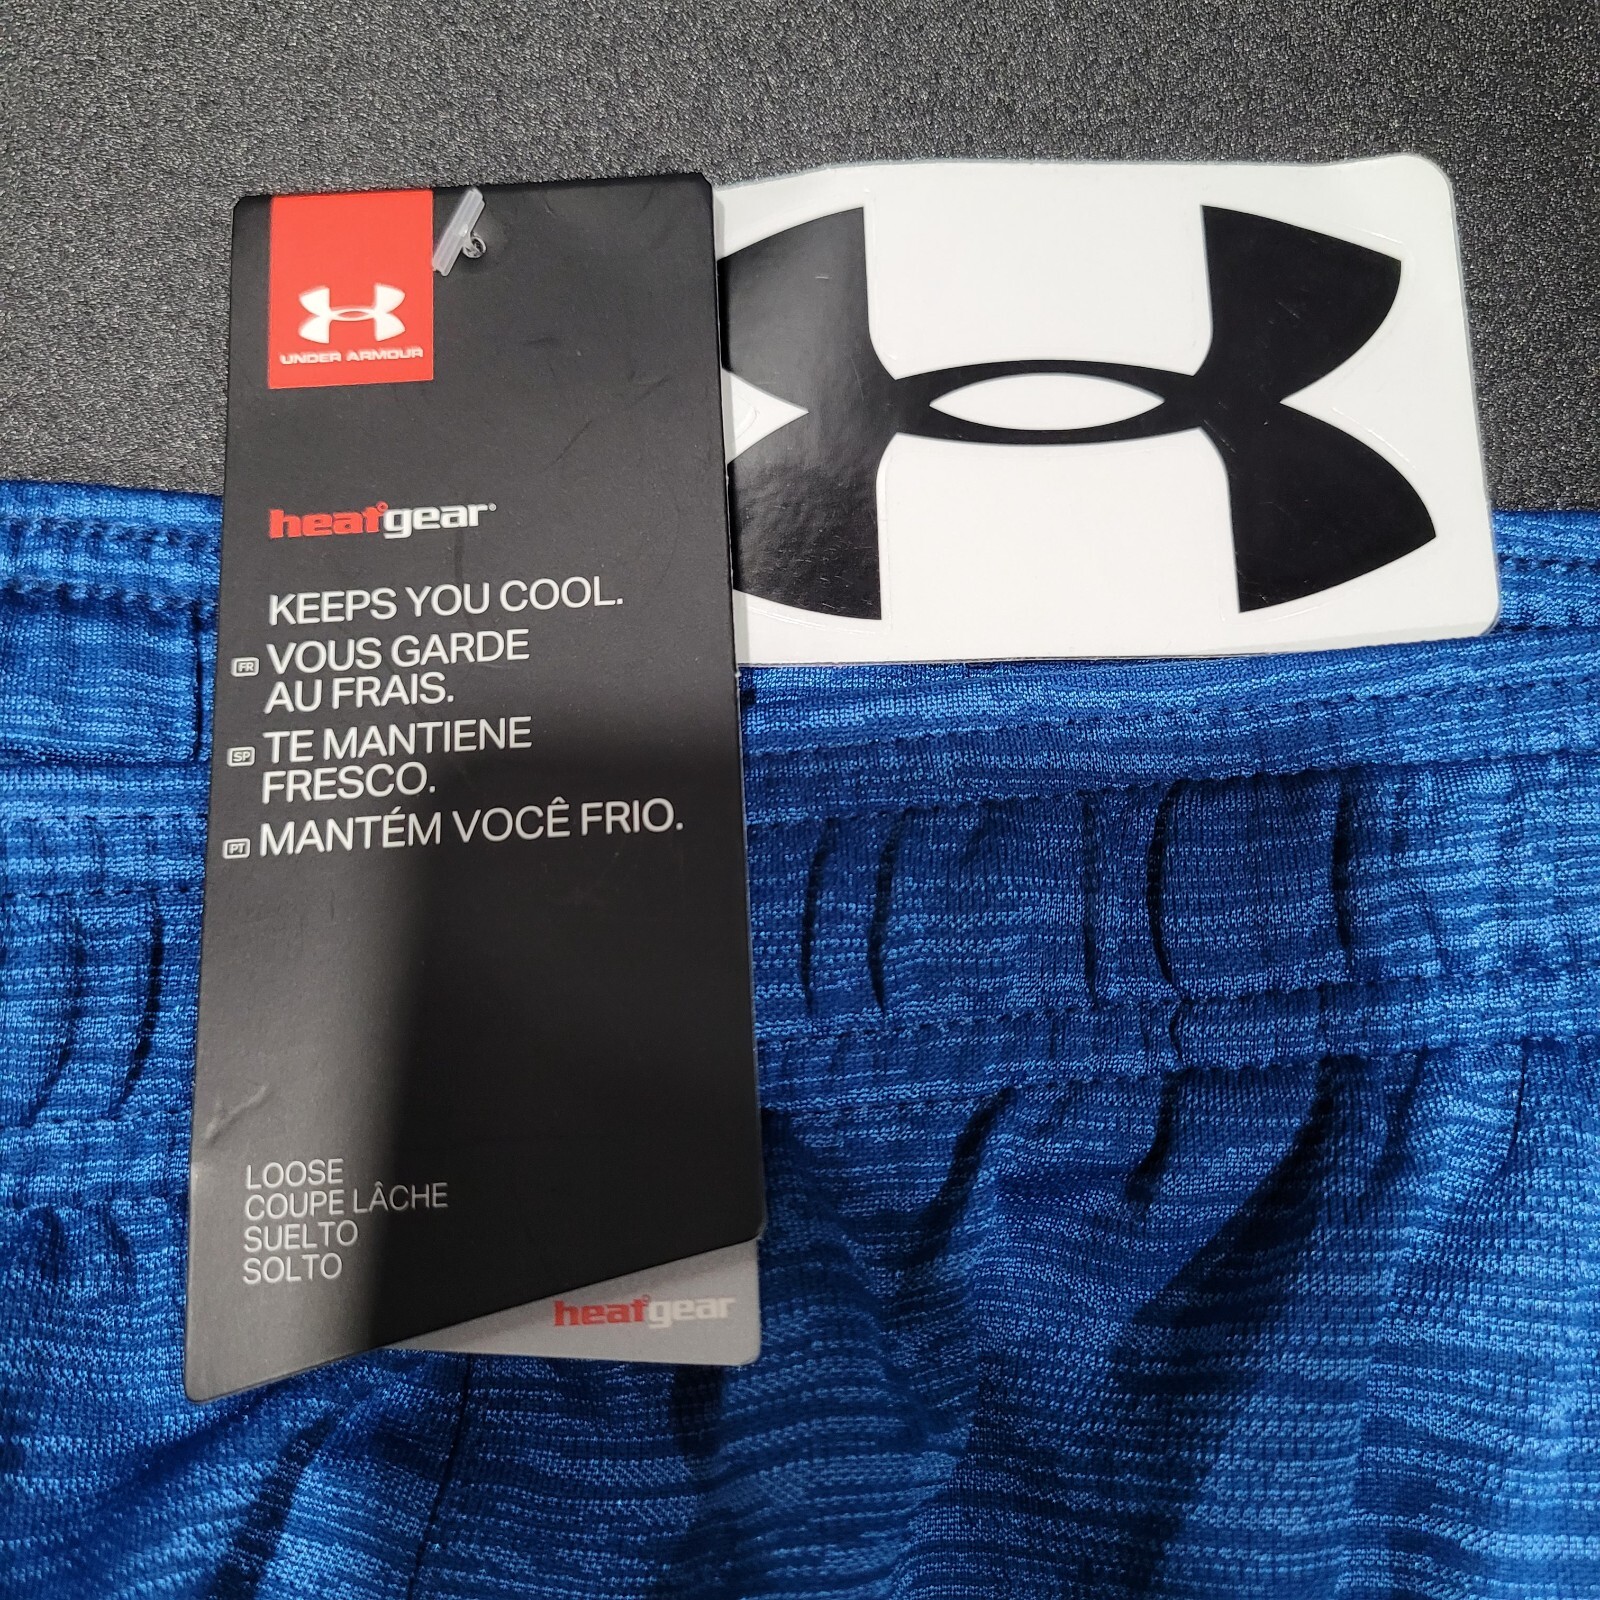 UNDER ARMOUR
heatgear®
KEEPS YOU COOL.
FR VOUS GARDE
AU FRAIS.
SP TE MANTIENE
FRESCO.
PT MANTÉM VOCÊ FRIO.
LOOSE
COUPE LÂCHE
SUELTO
SOLTO
heatgear